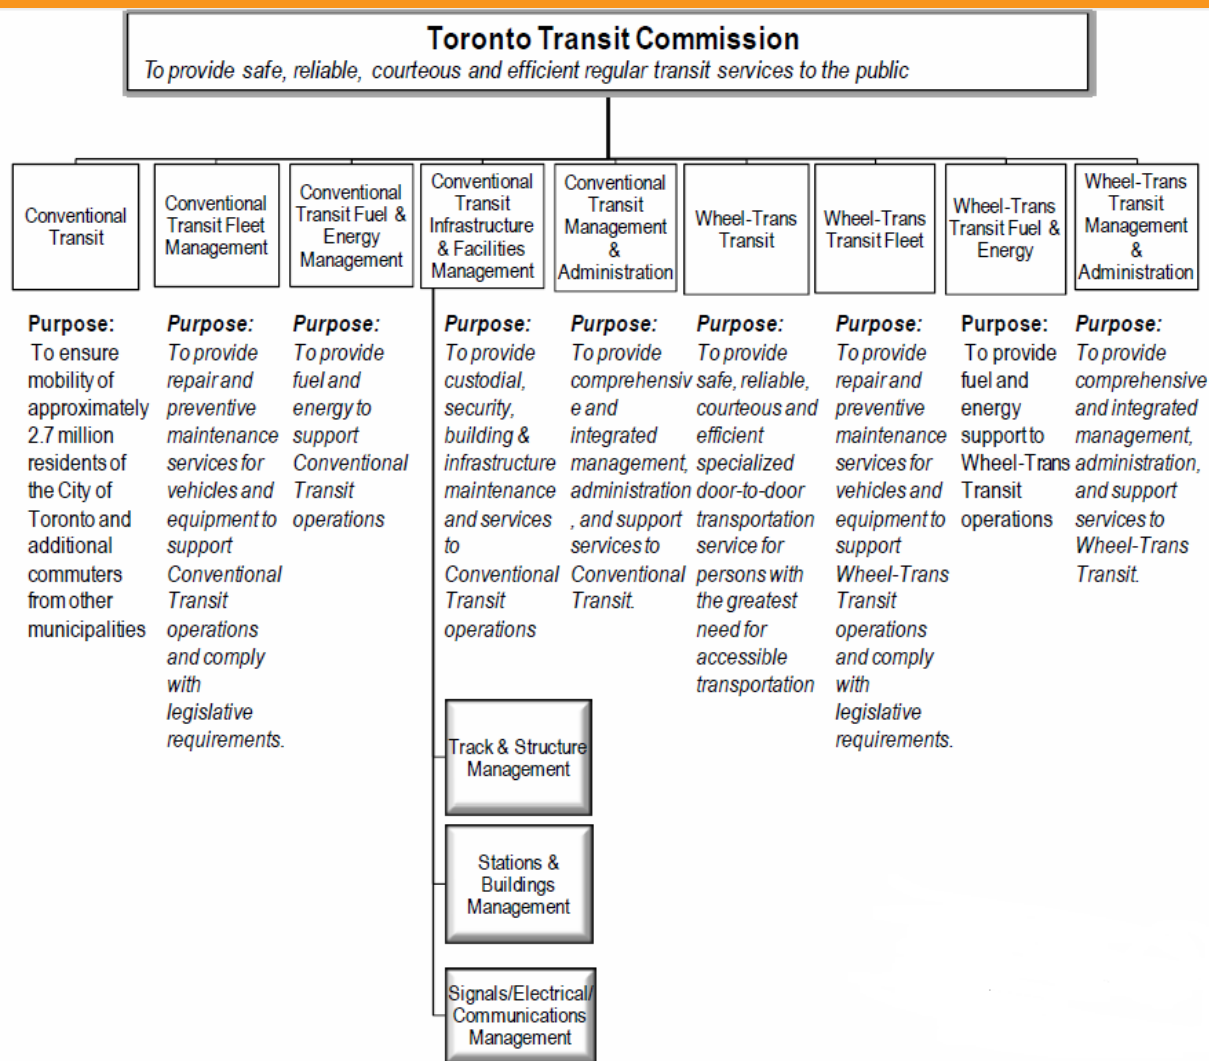 Toronto Transit Commission
To provide safe, reliable, courteous and efficient regular transit services to the public
Conventional
Transit
Conventional
Transit Fleet
Management
Conventional
Transit Fuel &
Energy
Management
Conventional
Transit
Infrastructure
& Facilities
Management
Conventional
Transit
Management
&
Administration
Wheel-Trans
Transit
Wheel-Trans
Transit Fleet
Wheel-Trans
Transit Fuel &
Energy
Wheel-Trans
Transit
Management
&
Administration
Purpose:
To ensure
mobility of
approximately
2.7 million
residents of
the City of
Toronto and
additional
commuters
from other
municipalities
Purpose:
To provide
repair and
preventive
maintenance
services for
vehicles and
equipment to
support
Conventional
Transit
operations
and comply
with
legislative
requirements.
Purpose:
To provide
fuel and
energy to
support
Conventional
Transit
operations
Purpose:
To provide
custodial,
security,
building &
infrastructure
maintenance
and services
to
Conventional
Transit
operations
Purpose:
To provide
comprehensiv
e and
integrated
management,
administration
, and support
services to
Conventional
Transit.
Purpose:
To provide
safe, reliable,
courteous and
efficient
specialized
door-to-door
transportation
service for
persons with
the greatest
need for
accessible
transportation
Purpose:
To provide
repair and
preventive
maintenance
services for
vehicles and
equipment to
support
Wheel-Trans
Transit
operations
and comply
with
legislative
requirements.
Purpose:
To provide
fuel and
energy
support to
Wheel-Trans
Transit
operations
Purpose:
To provide
comprehensive
and integrated
management,
administration,
and support
services to
Wheel-Trans
Transit.
Track & Structure
Management
Stations &
Buildings
Management
Signals/Electrical/
Communications
Management